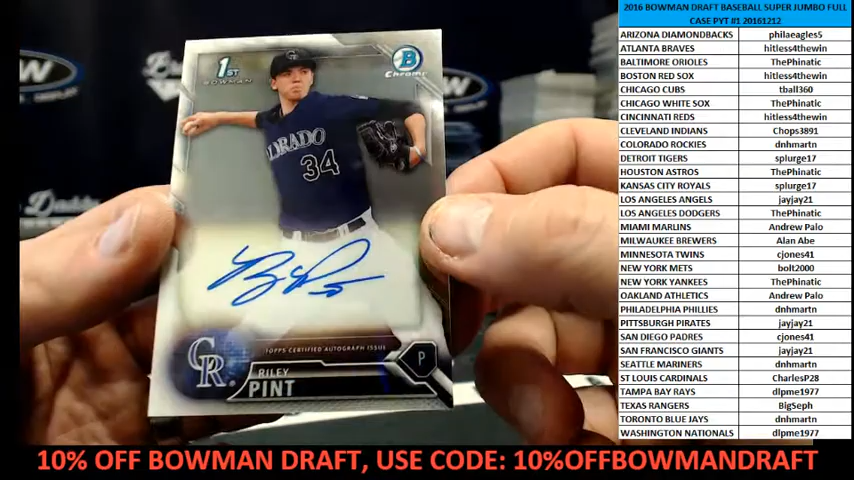 2016 BOWMAN DRAFT BASEBALL SUPER JUMBO FULL
CASE PYT #1 20161212
ARIZONA DIAMONDBACKS philaeagles5
ATLANTA BRAVES hitless4thewin
BALTIMORE ORIOLES ThePhinatic
BOSTON RED SOX hitless4thewin
CHICAGO CUBS tball360
CHICAGO WHITE SOX ThePhinatic
CINCINNATI REDS hitless4thewin
CLEVELAND INDIANS Chops3891
COLORADO ROCKIES dnhmartn
DETROIT TIGERS splurge17
HOUSTON ASTROS ThePhinatic
KANSAS CITY ROYALS splurge17
LOS ANGELES ANGELS jayjay21
LOS ANGELES DODGERS ThePhinatic
MIAMI MARLINS Andrew Palo
MILWAUKEE BREWERS Alan Abe
MINNESOTA TWINS cjones41
NEW YORK METS bolt2000
NEW YORK YANKEES ThePhinatic
OAKLAND ATHLETICS Andrew Palo
PHILADELPHIA PHILLIES dnhmartn
PITTSBURGH PIRATES jayjay21
SAN DIEGO PADRES cjones41
SAN FRANCISCO GIANTS jayjay21
SEATTLE MARINERS dnhmartn
ST LOUIS CARDINALS CharlesP28
TAMPA BAY RAYS dlpme1977
TEXAS RANGERS BigSeph
TORONTO BLUE JAYS dnhmartn
WASHINGTON NATIONALS dlpme1977
1ST
BOWMAN
B
Chrome
34
TOPPS CERTIFIED AUTOGRAPH ISSUE
CR
P
RILEY
PINT
10% OFF BOWMAN DRAFT, USE CODE: 10%OFFBOWMANDRAFT